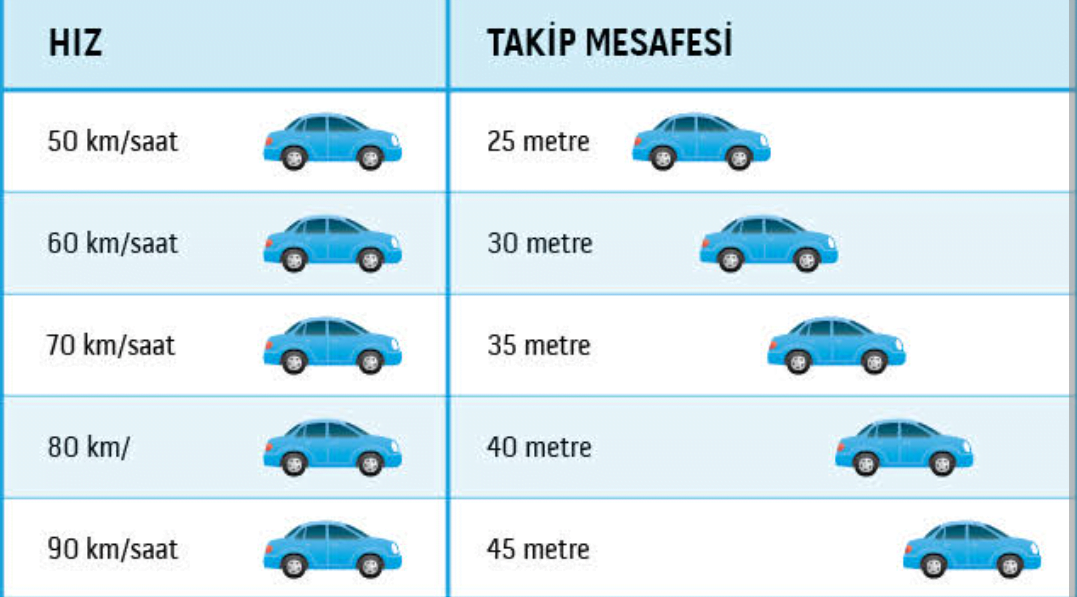 HIZ TAKİP MESAFESİ
50 km/saat 25 metre
60 km/saat 30 metre
70 km/saat 35 metre
80 km/ 40 metre
90 km/saat 45 metre